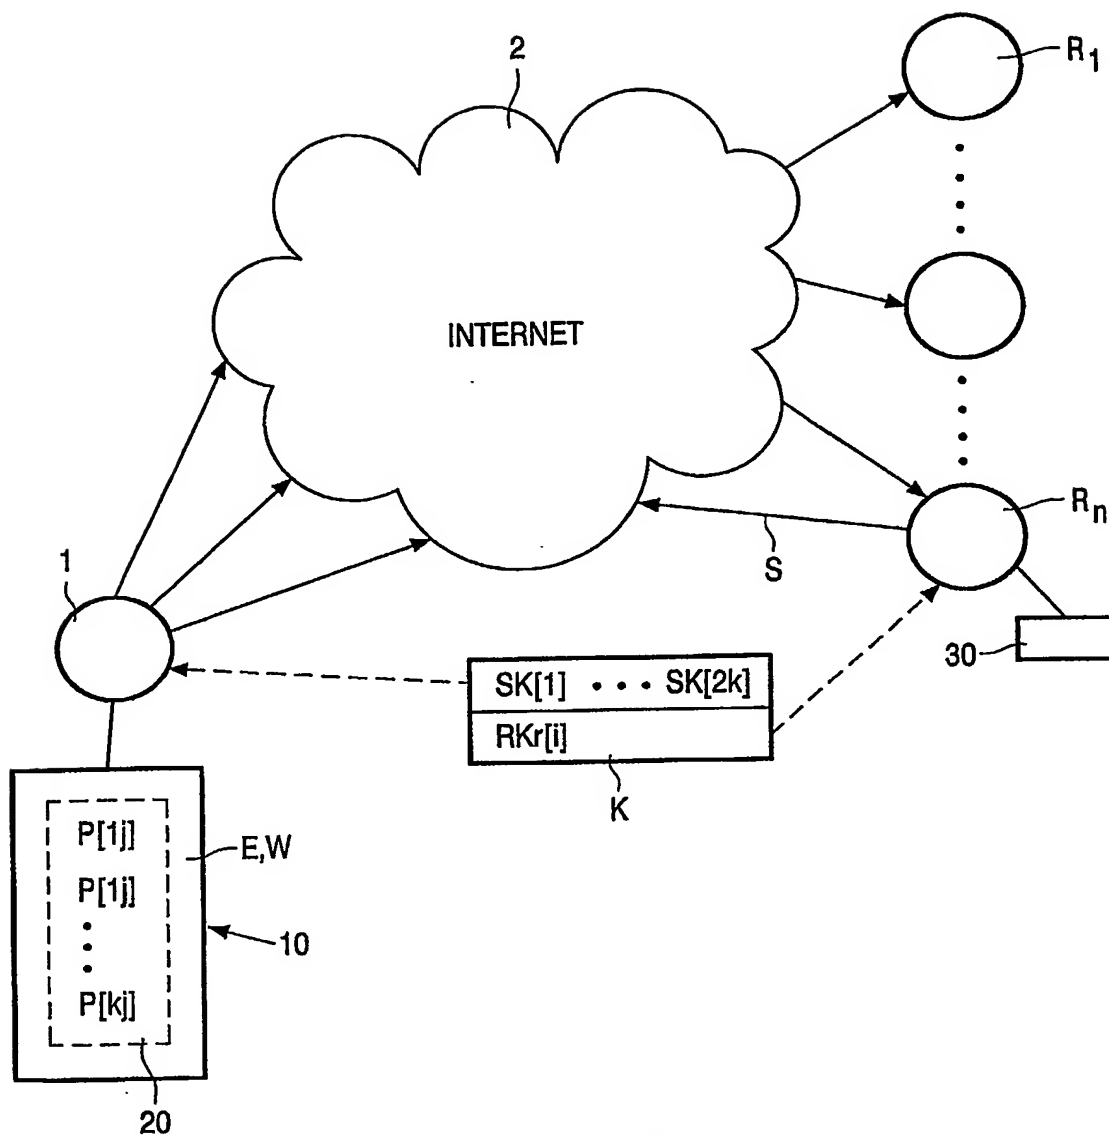 2
R1
INTERNET
Rn
1
S
30
SK[1] • • • • SK[2k]
RKr[i]
K
P[1j]
E,W
P[1j]
10
P[kj]
20